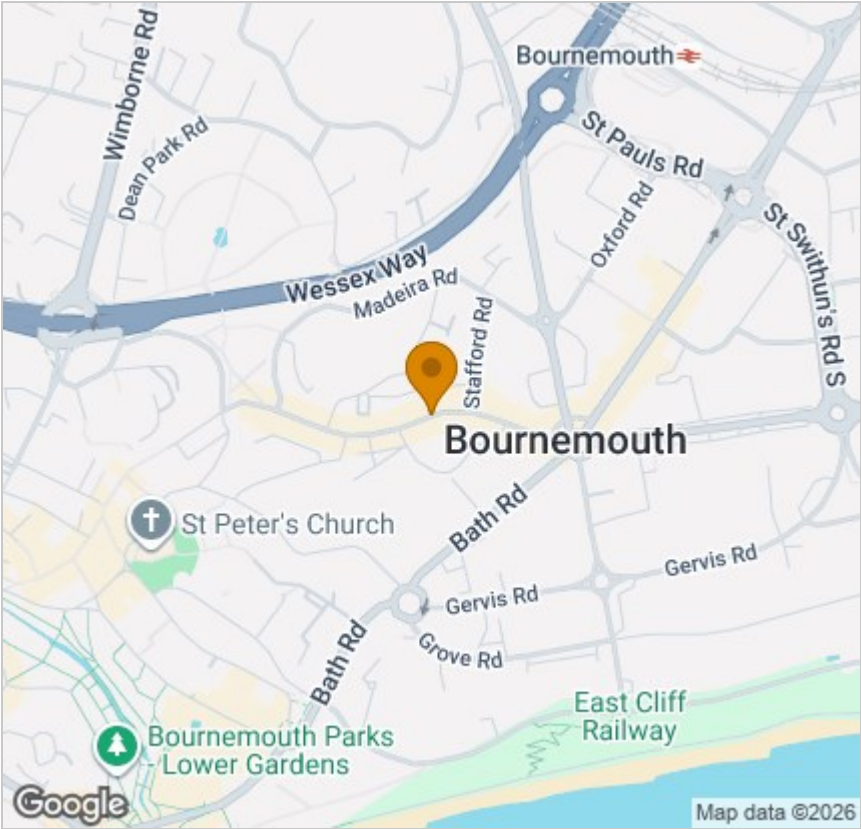 Wimborne Rd
Bournemouth
Dean Park Rd
St Pauls Rd
Oxford Rd
St Swithun's Rd S
Wessex Way
Madeira Rd
Stafford Rd
Bournemouth
St Peter's Church
Bath Rd
Gervis Rd
Gervis Rd
Grove Rd
Bath Rd
East Cliff
Railway
Bournemouth Parks
Lower Gardens
Google
Map data ©2026